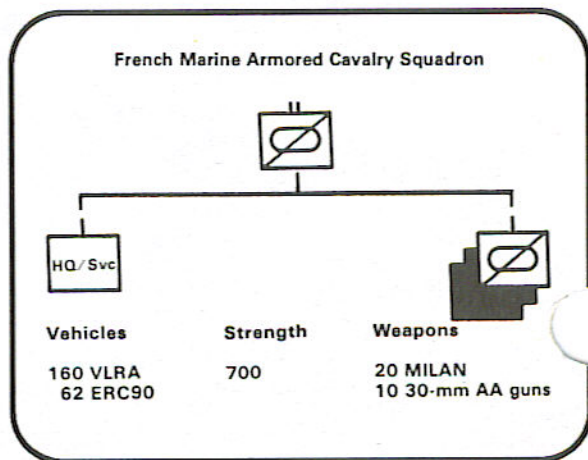 French Marine Armored Cavalry Squadron
HQ/Svc
Vehicles Strength Weapons
160 VLRA 700 20 MILAN
62 ERC90 10 30-mm AA guns